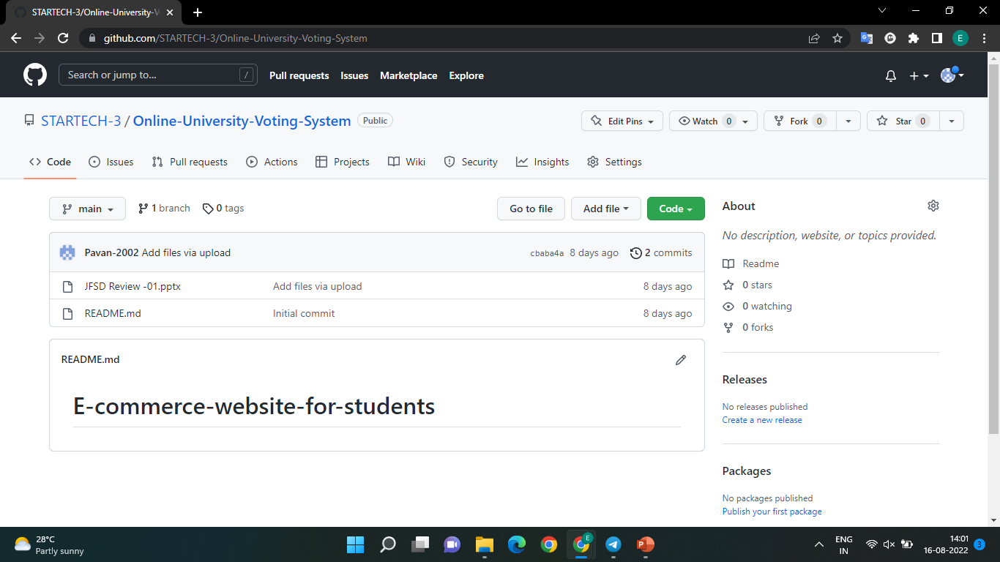 STARTECH-3/Online-University-V
github.com/STARTECH-3/Online-University-Voting-System
E
Search or jump to... /
Pull requests Issues Marketplace Explore
STARTECH-3 / Online-University-Voting-System Public
Edit Pins Watch 0 Fork 0 Star 0
Code Issues Pull requests Actions Projects Wiki Security Insights Settings
main 1 branch 0 tags Go to file Add file Code
Pavan-2002 Add files via upload cbaba4a 8 days ago 2 commits
JFSD Review -01.pptx Add files via upload 8 days ago
README.md Initial commit 8 days ago
README.md
E-commerce-website-for-students
About
No description, website, or topics provided.
Readme
0 stars
0 watching
0 forks
Releases
No releases published
Create a new release
Packages
No packages published
Publish your first package
28°C
Partly sunny
E
P
ENG
IN
14:01
16-08-2022
3